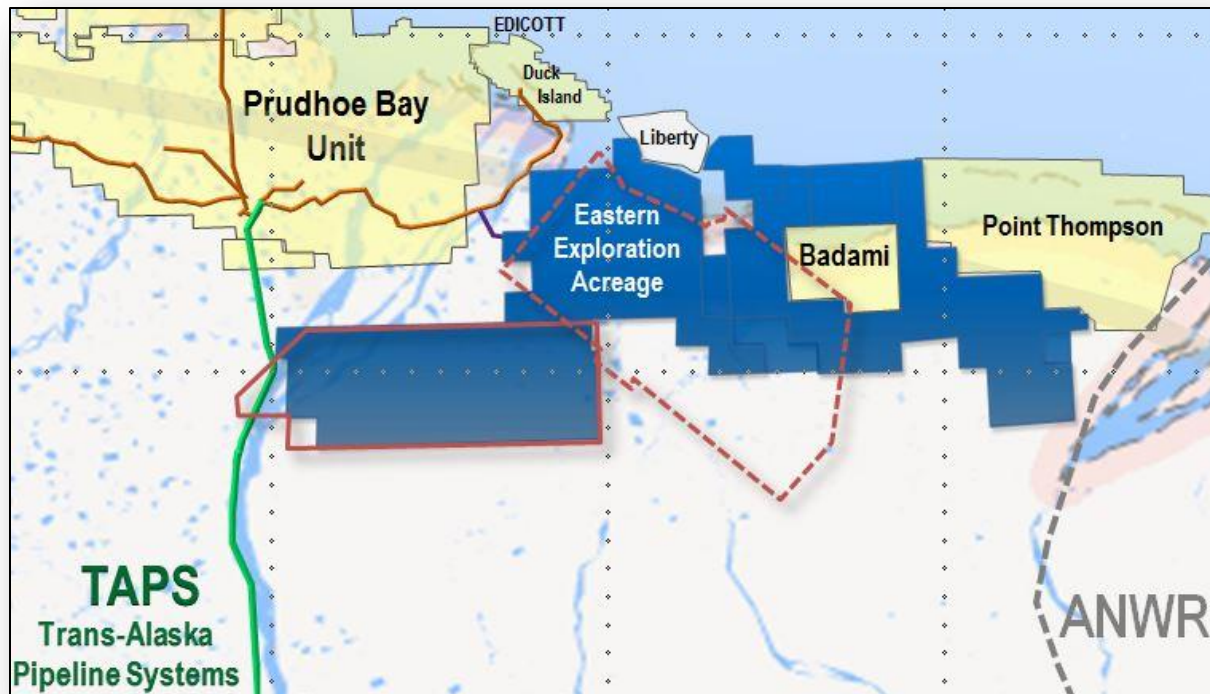 EDICOTT
Duck
Island
Prudhoe Bay
Unit
Liberty
Eastern
Exploration
Acreage
Badami
Point Thompson
TAPS
Trans-Alaska
Pipeline Systems
ANWR